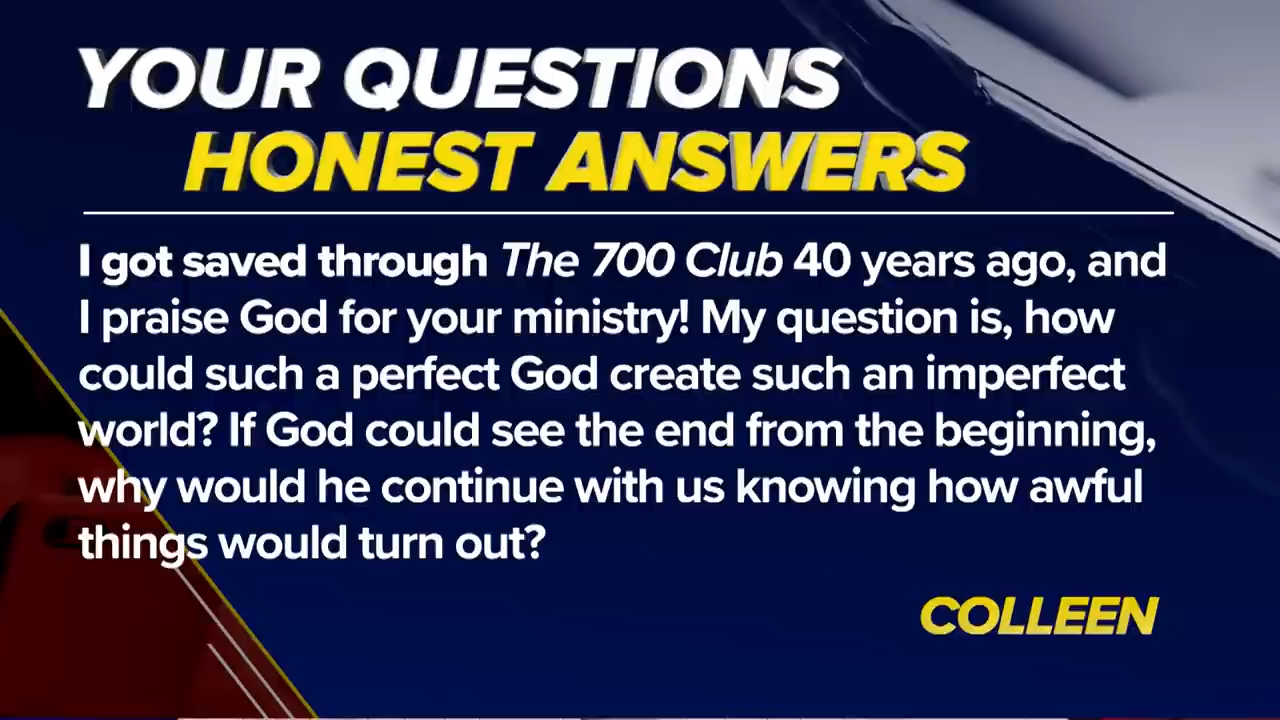 YOUR QUESTIONS
HONEST ANSWERS
I got saved through The 700 Club 40 years ago, and
I praise God for your ministry! My question is, how
could such a perfect God create such an imperfect
world? If God could see the end from the beginning,
why would he continue with us knowing how awful
things would turn out?
COLLEEN